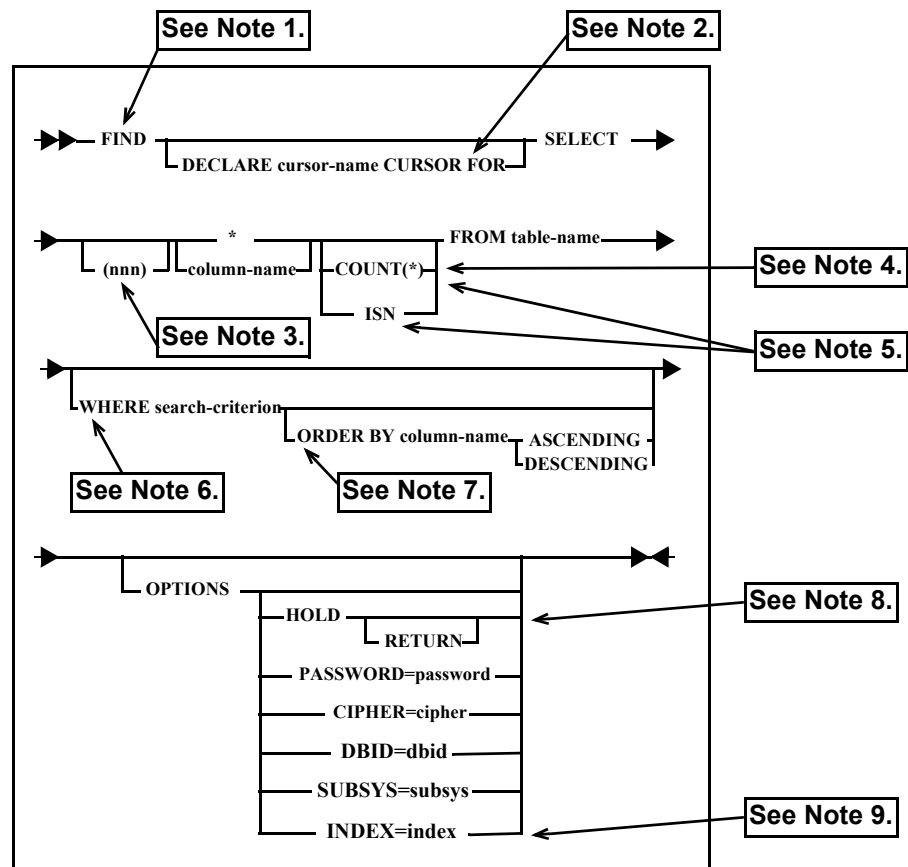 See Note 1.
See Note 2.
FIND
SELECT
DECLARE cursor-name CURSOR FOR
*
FROM table-name
(nnn)
column-name
COUNT(*)
See Note 4.
ISN
See Note 3.
See Note 5.
WHERE search-criterion
ORDER BY column-name
ASCENDING
DESCENDING
See Note 6.
See Note 7.
OPTIONS
HOLD
See Note 8.
RETURN
PASSWORD=password
CIPHER=cipher
DBID=dbid
SUBSYS=subsys
INDEX=index
See Note 9.